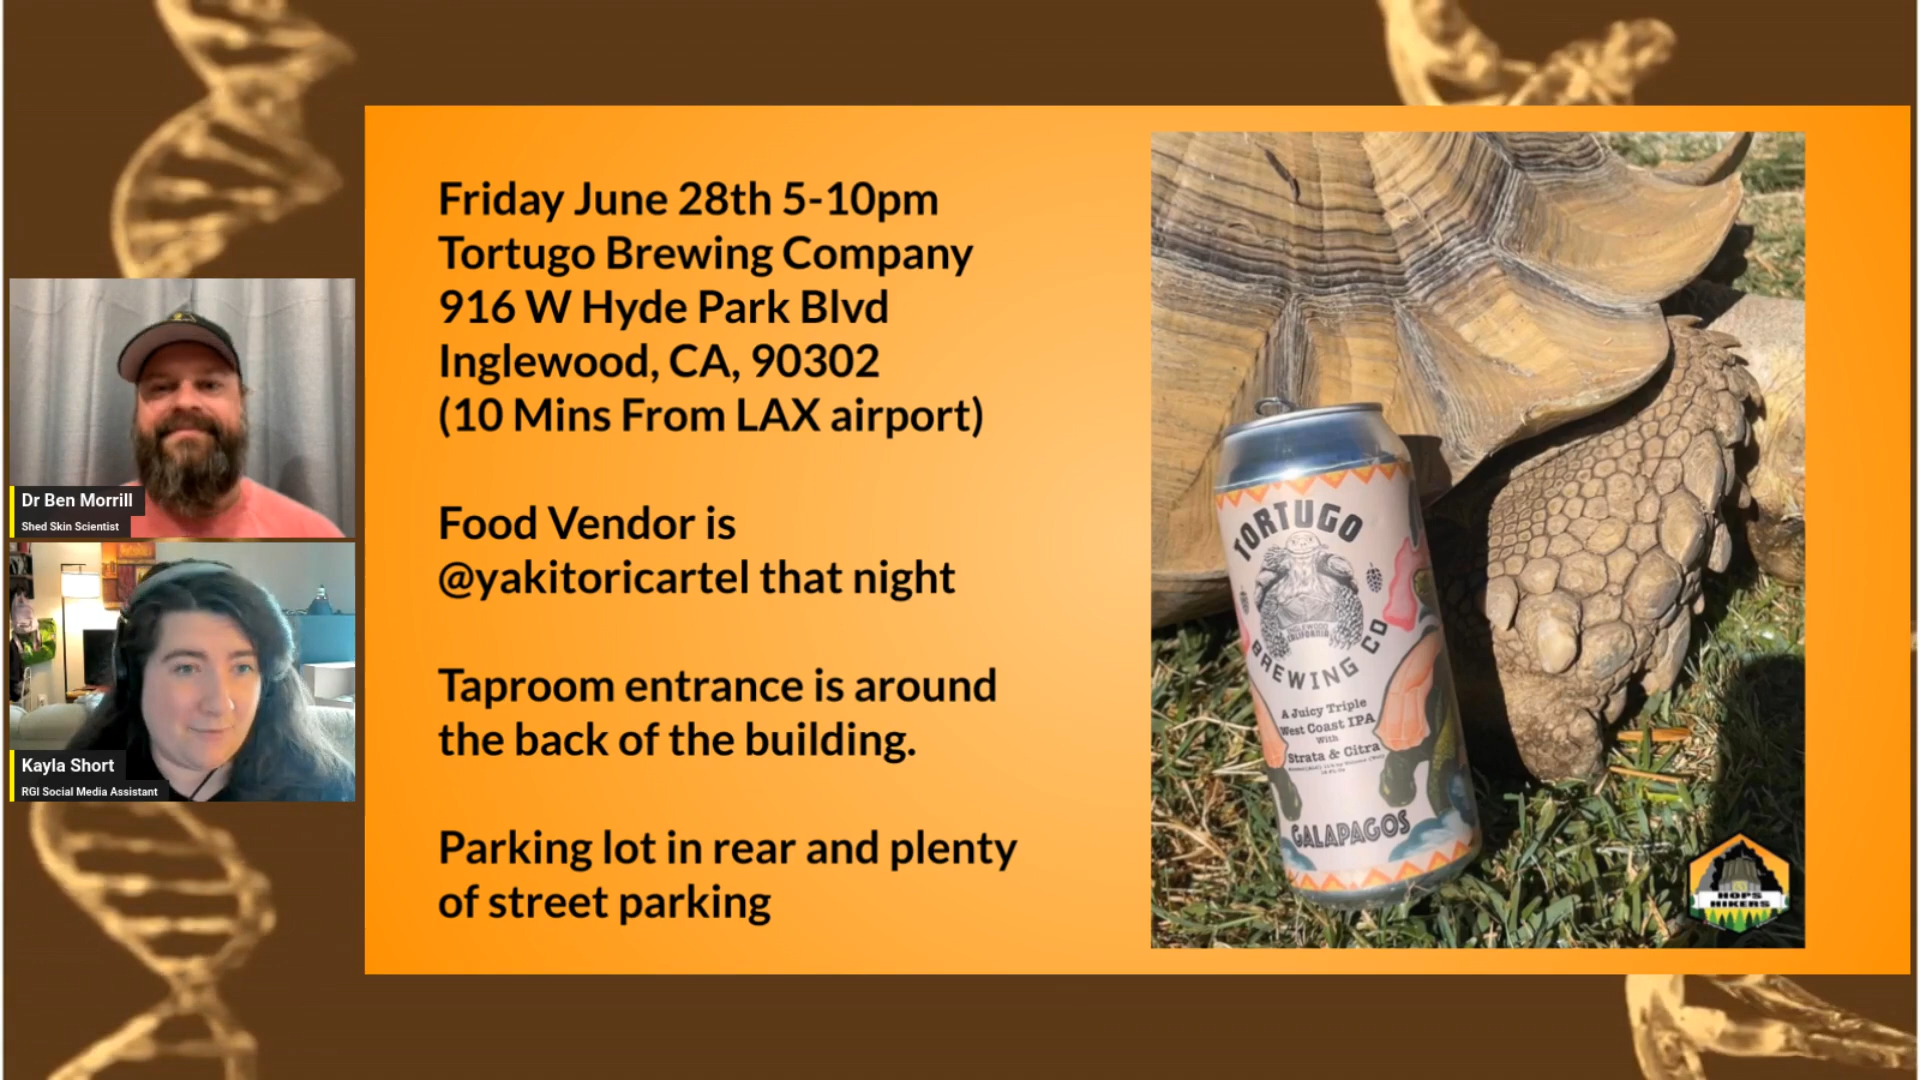 Friday June 28th 5-10pm
Tortugo Brewing Company
916 W Hyde Park Blvd
Inglewood, CA, 90302
(10 Mins From LAX airport)
Food Vendor is
@yakitoricartel that night
Taproom entrance is around
the back of the building.
Parking lot in rear and plenty
of street parking
Dr Ben Morrill
Shed Skin Scientist
Kayla Short
RGI Social Media Assistant
TORTUGO
INGLEWOOD
CALIFORNIA
BREWING CO
A Juicy Triple
West Coast IPA
With
Strata & Citra
GALAPAGOS
HOPS
HIKERS